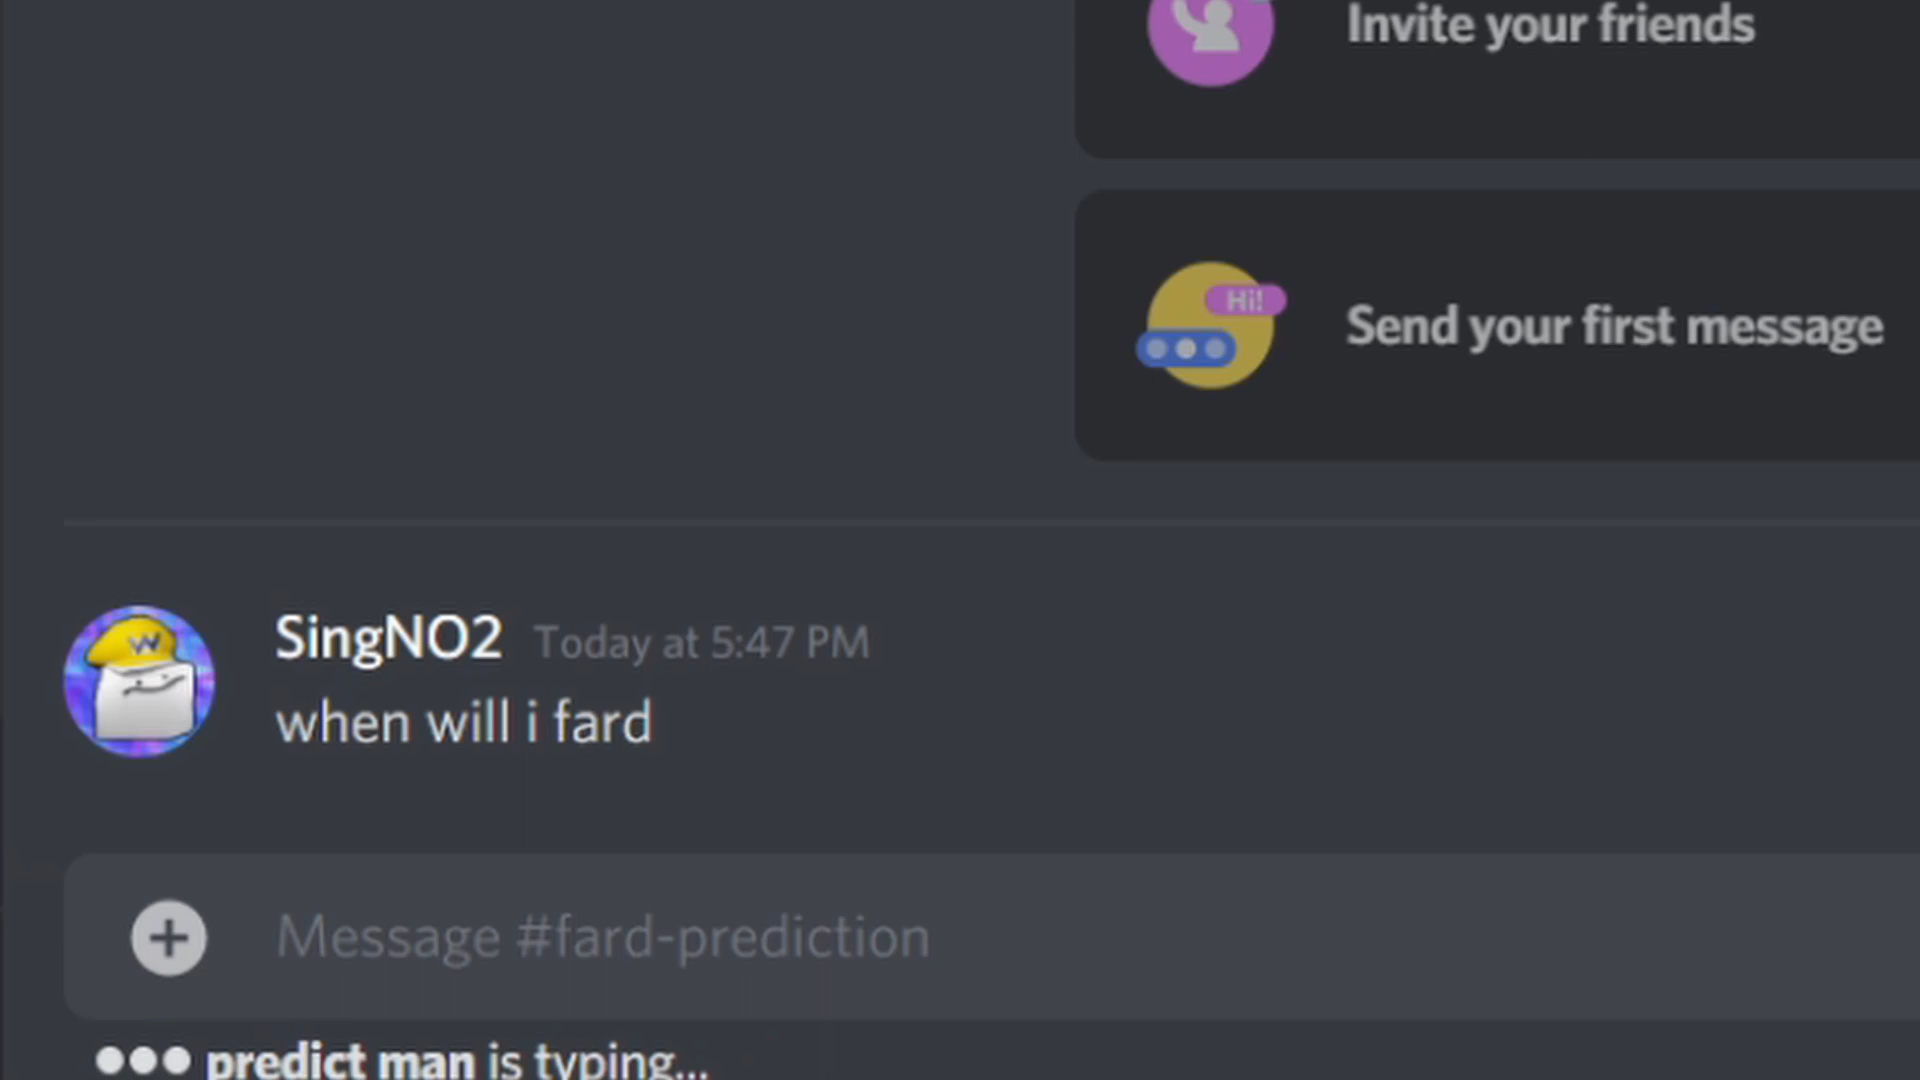 Invite your friends
Hi!
Send your first message
W
SingNO2 Today at 5:47 PM
when will i fard
Message #fard-prediction
predict man is typing...